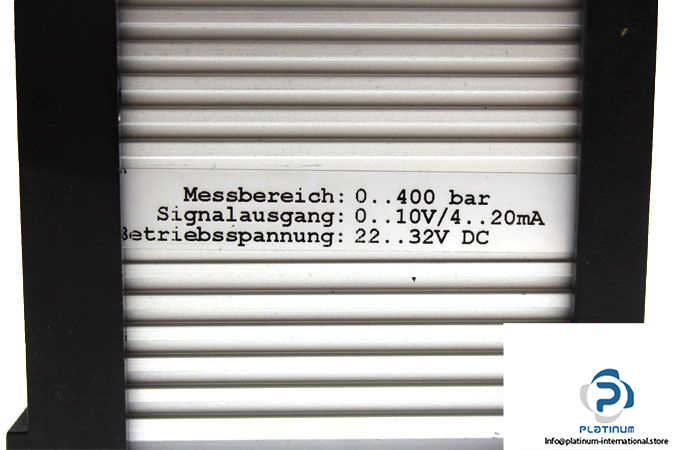 Messbereich: 0..400 bar
Signalausgang: 0..10V/4..20mA
Betriebsspannung: 22..32V DC
PLATINUM
Info@platinum-international.store